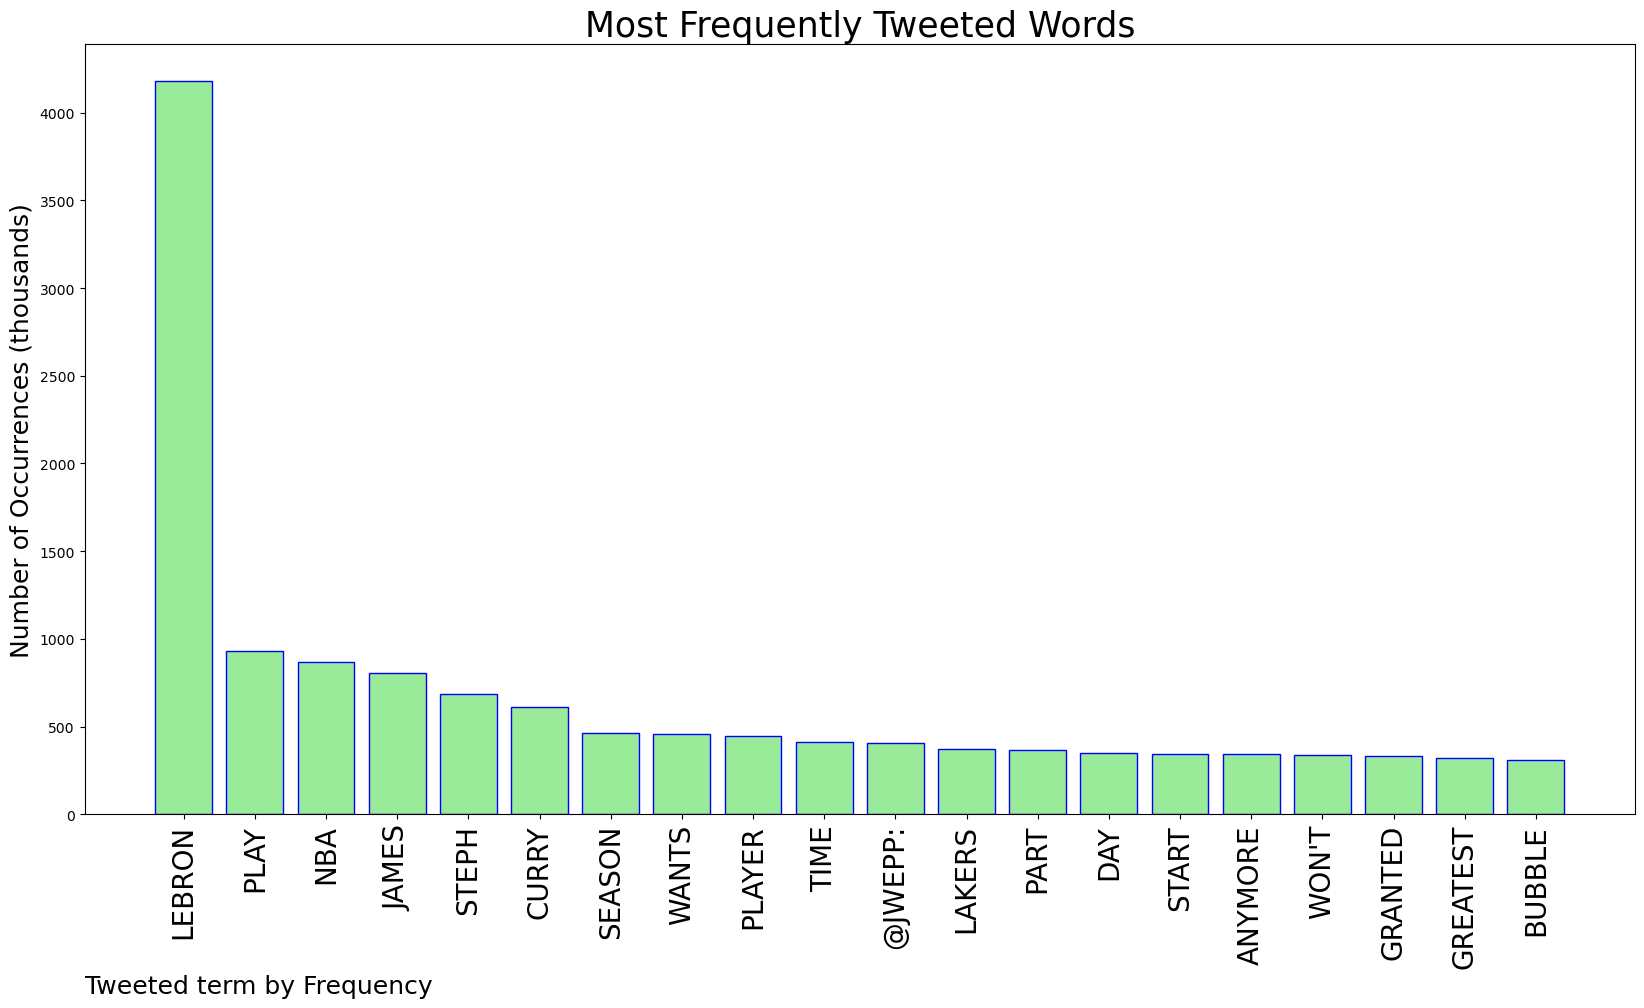 Most Frequently Tweeted Words
Number of Occurrences (thousands)
4000
3500
3000
2500
2000
1500
1000
500
0
LEBRON
PLAY
NBA
JAMES
STEPH
CURRY
SEASON
WANTS
PLAYER
TIME
@JWEPP:
LAKERS
PART
DAY
START
ANYMORE
WON'T
GRANTED
GREATEST
BUBBLE
Tweeted term by Frequency